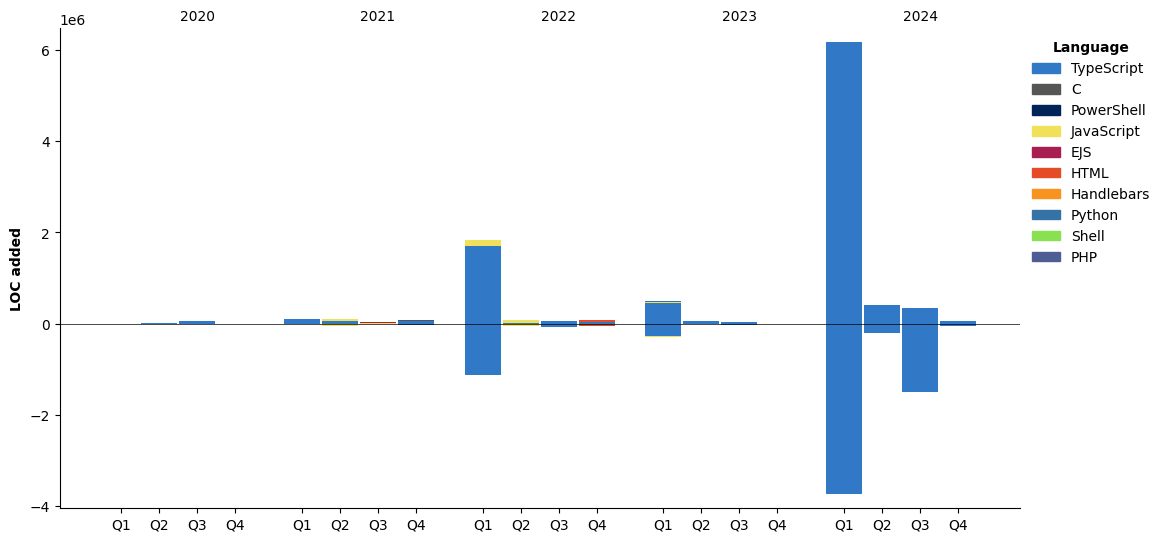 1e6
2020 2021 2022 2023 2024
Language
TypeScript
C
PowerShell
JavaScript
EJS
HTML
Handlebars
Python
Shell
PHP
LOC added
6
4
2
0
−2
−4
Q1 Q2 Q3 Q4 Q1 Q2 Q3 Q4 Q1 Q2 Q3 Q4 Q1 Q2 Q3 Q4 Q1 Q2 Q3 Q4